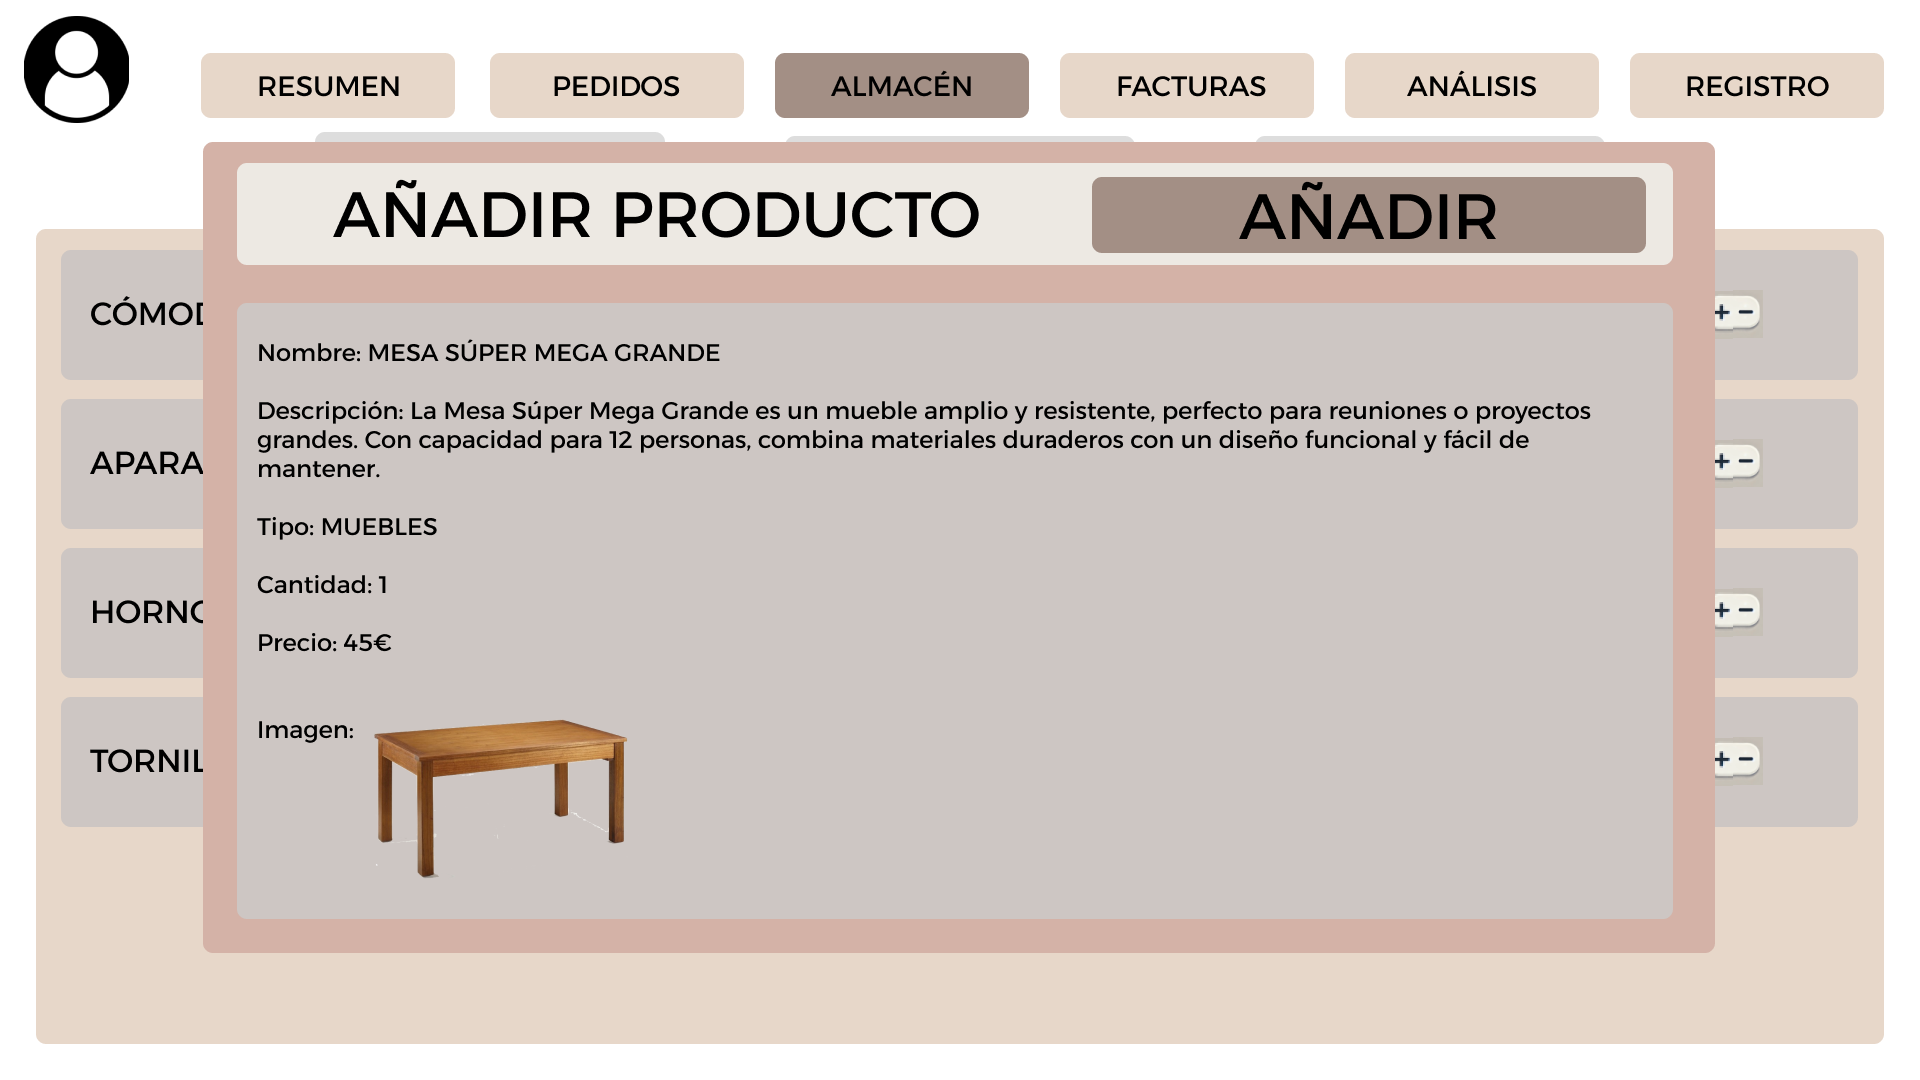 RESUMEN
PEDIDOS
ALMACÉN
FACTURAS
ANÁLISIS
REGISTRO
AÑADIR PRODUCTO
AÑADIR
Nombre: MESA SÚPER MEGA GRANDE
Descripción: La Mesa Súper Mega Grande es un mueble amplio y resistente, perfecto para reuniones o proyectos
grandes. Con capacidad para 12 personas, combina materiales duraderos con un diseño funcional y fácil de
mantener.
Tipo: MUEBLES
Cantidad: 1
Precio: 45€
Imagen:
CÓMOD
+ −
APARA
+ −
HORNO
+ −
TORNIL
+ −